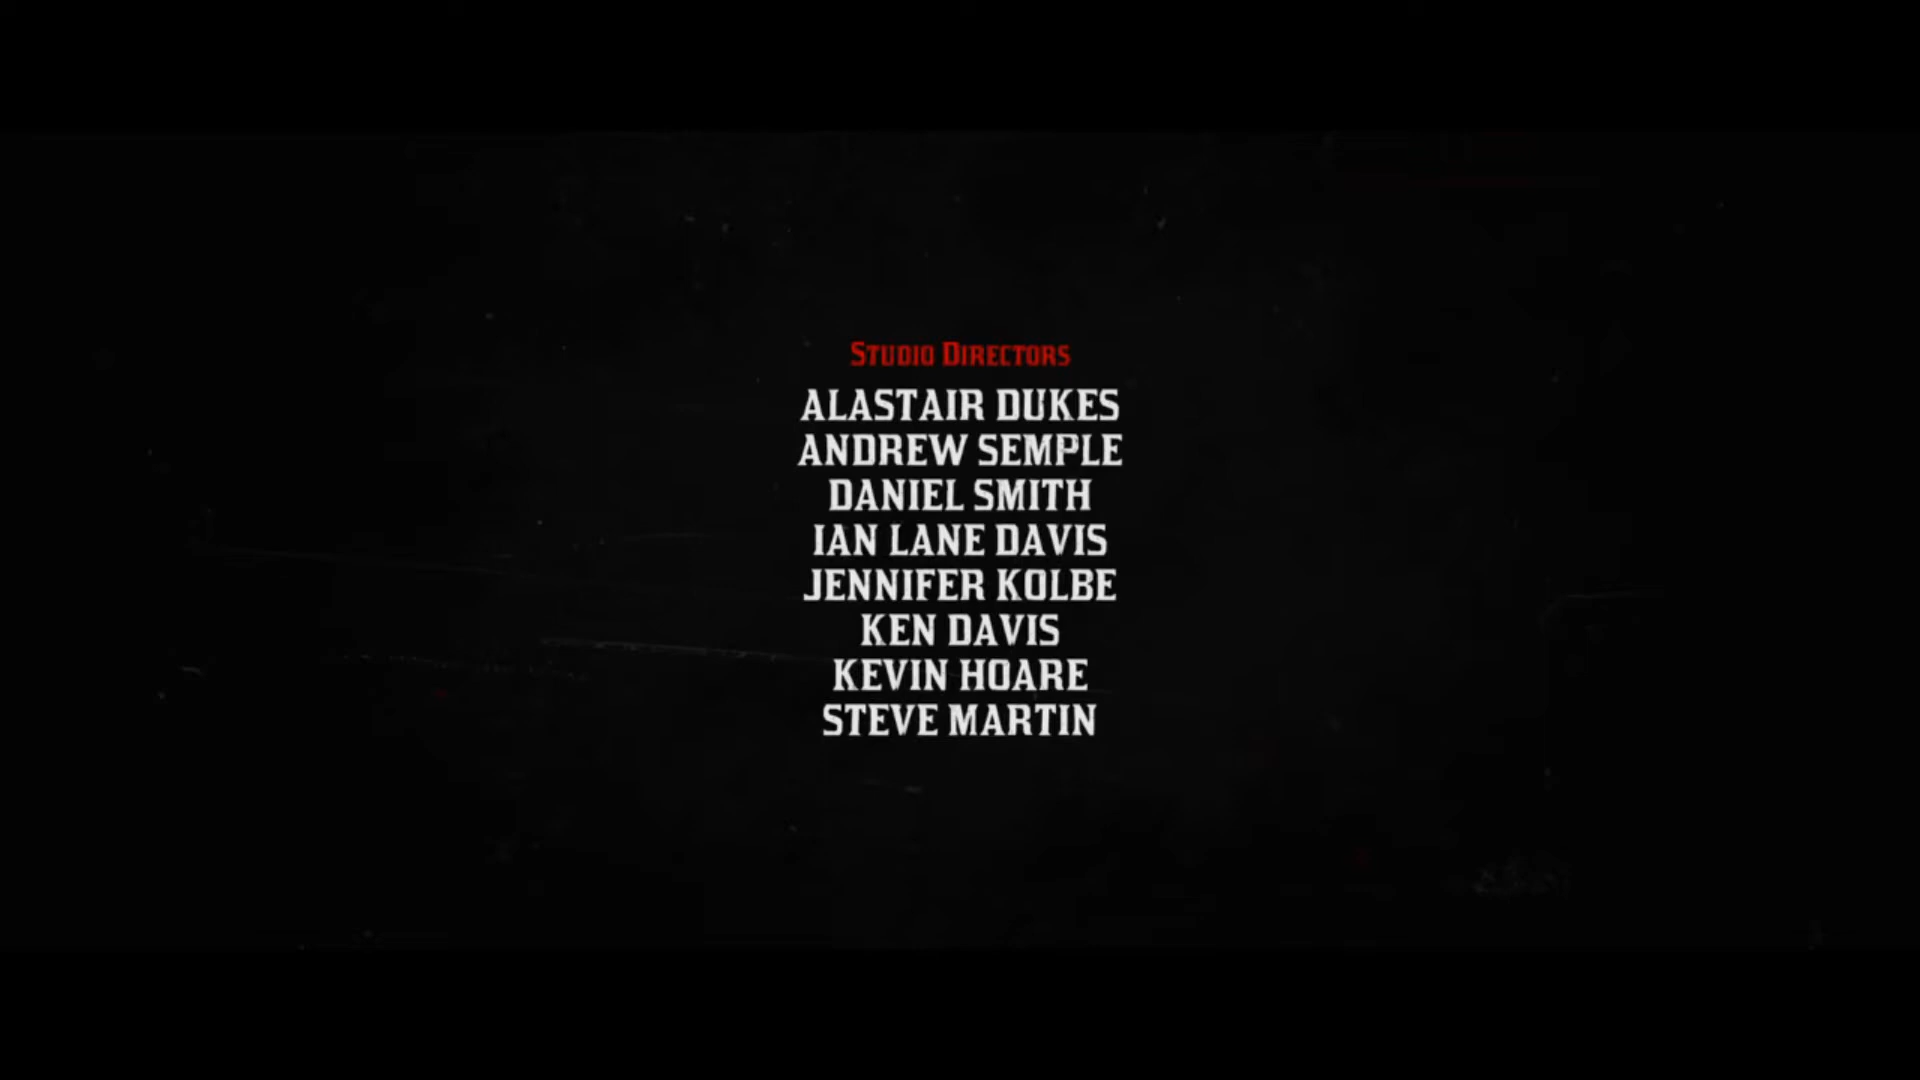 Studio Directors
ALASTAIR DUKES
ANDREW SEMPLE
DANIEL SMITH
IAN LANE DAVIS
JENNIFER KOLBE
KEN DAVIS
KEVIN HOARE
STEVE MARTIN